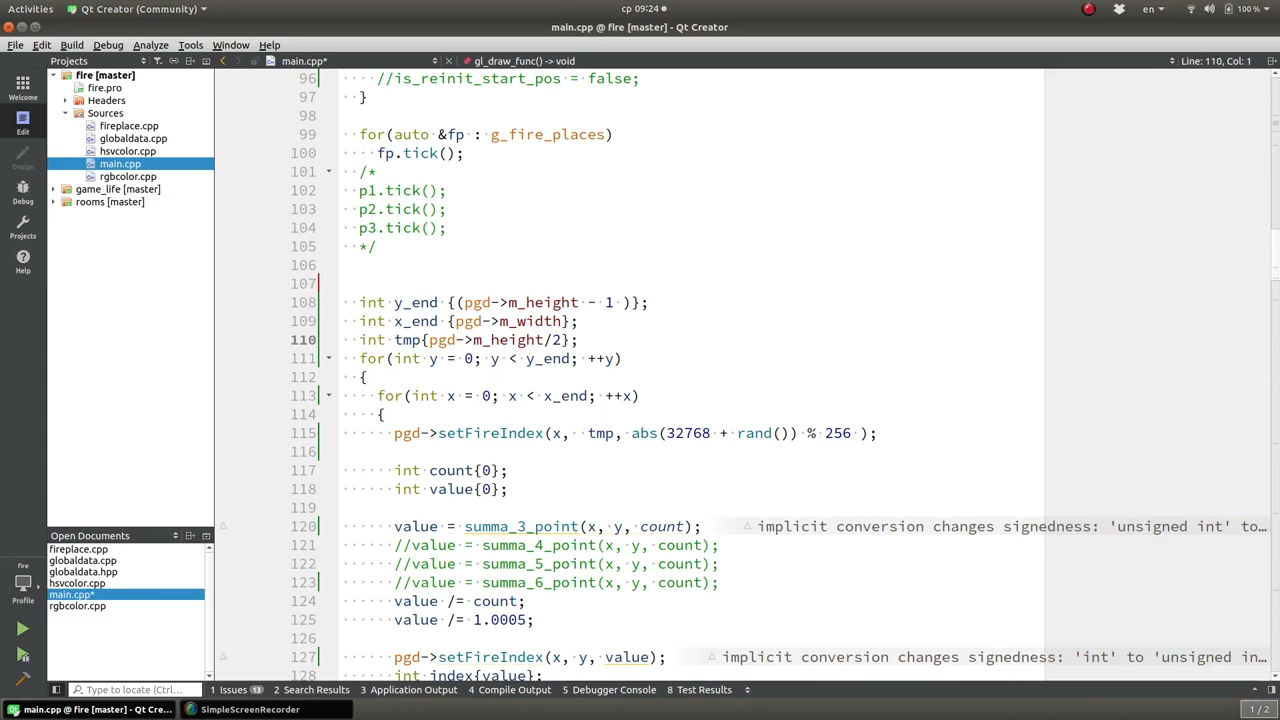 Activities
Qt Creator (Community)
ср 09:24
en
100 %
main.cpp @ fire [master] - Qt Creator
File Edit Build Debug Analyze Tools Window Help
Projects
main.cpp*
gl_draw_func() -> void
Line: 110, Col: 1
Welcome
Edit
Design
Debug
Projects
Help
fire [master]
fire.pro
Headers
Sources
fireplace.cpp
globaldata.cpp
hsvcolor.cpp
main.cpp
rgbcolor.cpp
game_life [master]
rooms [master]
Open Documents
fireplace.cpp
globaldata.cpp
globaldata.hpp
hsvcolor.cpp
main.cpp*
rgbcolor.cpp
fire
Profile
96 //is_reinit_start_pos = false;
97 }
98
99 for(auto &fp : g_fire_places)
100 fp.tick();
101 /*
102 p1.tick();
103 p2.tick();
104 p3.tick();
105 */
106
107
108 int y_end {(pgd->m_height - 1 )};
109 int x_end {pgd->m_width};
110 int tmp{pgd->m_height/2};
111 for(int y = 0; y < y_end; ++y)
112 {
113 for(int x = 0; x < x_end; ++x)
114 {
115 pgd->setFireIndex(x, tmp, abs(32768 + rand()) % 256 );
116
117 int count{0};
118 int value{0};
119
120 value = summa_3_point(x, y, count); implicit conversion changes signedness: 'unsigned int' to…
121 //value = summa_4_point(x, y, count);
122 //value = summa_5_point(x, y, count);
123 //value = summa_6_point(x, y, count);
124 value /= count;
125 value /= 1.0005;
126
127 pgd->setFireIndex(x, y, value); implicit conversion changes signedness: 'int' to 'unsigned in…
128 int index{value};
Type to locate (Ctrl...
1 Issues 13 2 Search Results 3 Application Output 4 Compile Output 5 Debugger Console 8 Test Results
main.cpp* @ fire [master] - Qt Cre...
SimpleScreenRecorder
1 / 2